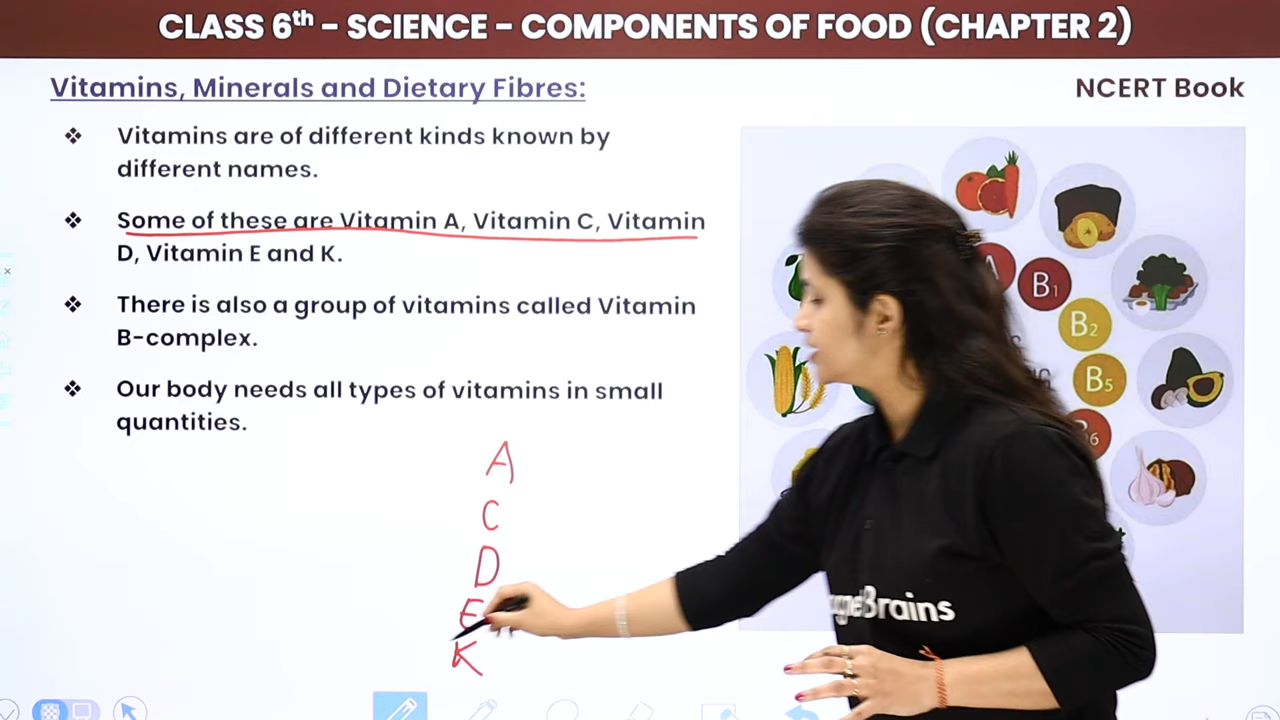 CLASS 6th - SCIENCE - COMPONENTS OF FOOD (CHAPTER 2)
Vitamins, Minerals and Dietary Fibres:
NCERT Book
❖ Vitamins are of different kinds known by
different names.
❖ Some of these are Vitamin A, Vitamin C, Vitamin
D, Vitamin E and K.
❖ There is also a group of vitamins called Vitamin
B-complex.
❖ Our body needs all types of vitamins in small
quantities.
A
C
D
E
K
A
B1
B2
B5
Brains